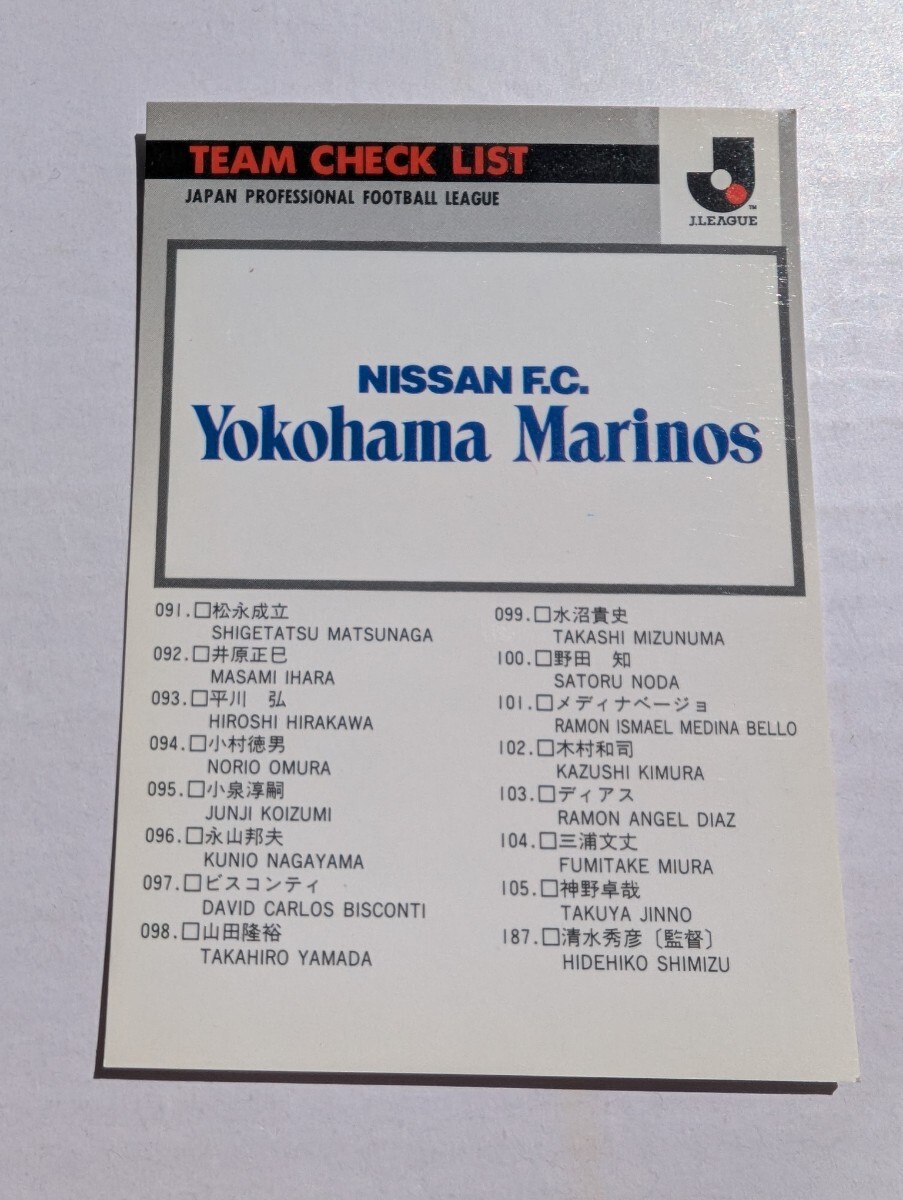 TEAM CHECK LIST
JAPAN PROFESSIONAL FOOTBALL LEAGUE
J.LEAGUE™
NISSAN F.C.
Yokohama Marinos
091.□松永成立
SHIGETATSU MATSUNAGA
092.□井原正巳
MASAMI IHARA
093.□平川　弘
HIROSHI HIRAKAWA
094.□小村徳男
NORIO OMURA
095.□小泉淳嗣
JUNJI KOIZUMI
096.□永山邦夫
KUNIO NAGAYAMA
097.□ビスコンティ
DAVID CARLOS BISCONTI
098.□山田隆裕
TAKAHIRO YAMADA
099.□水沼貴史
TAKASHI MIZUNUMA
100.□野田　知
SATORU NODA
101.□メディナベージョ
RAMON ISMAEL MEDINA BELLO
102.□木村和司
KAZUSHI KIMURA
103.□ディアス
RAMON ANGEL DIAZ
104.□三浦文丈
FUMITAKE MIURA
105.□神野卓哉
TAKUYA JINNO
187.□清水秀彦〔監督〕
HIDEHIKO SHIMIZU